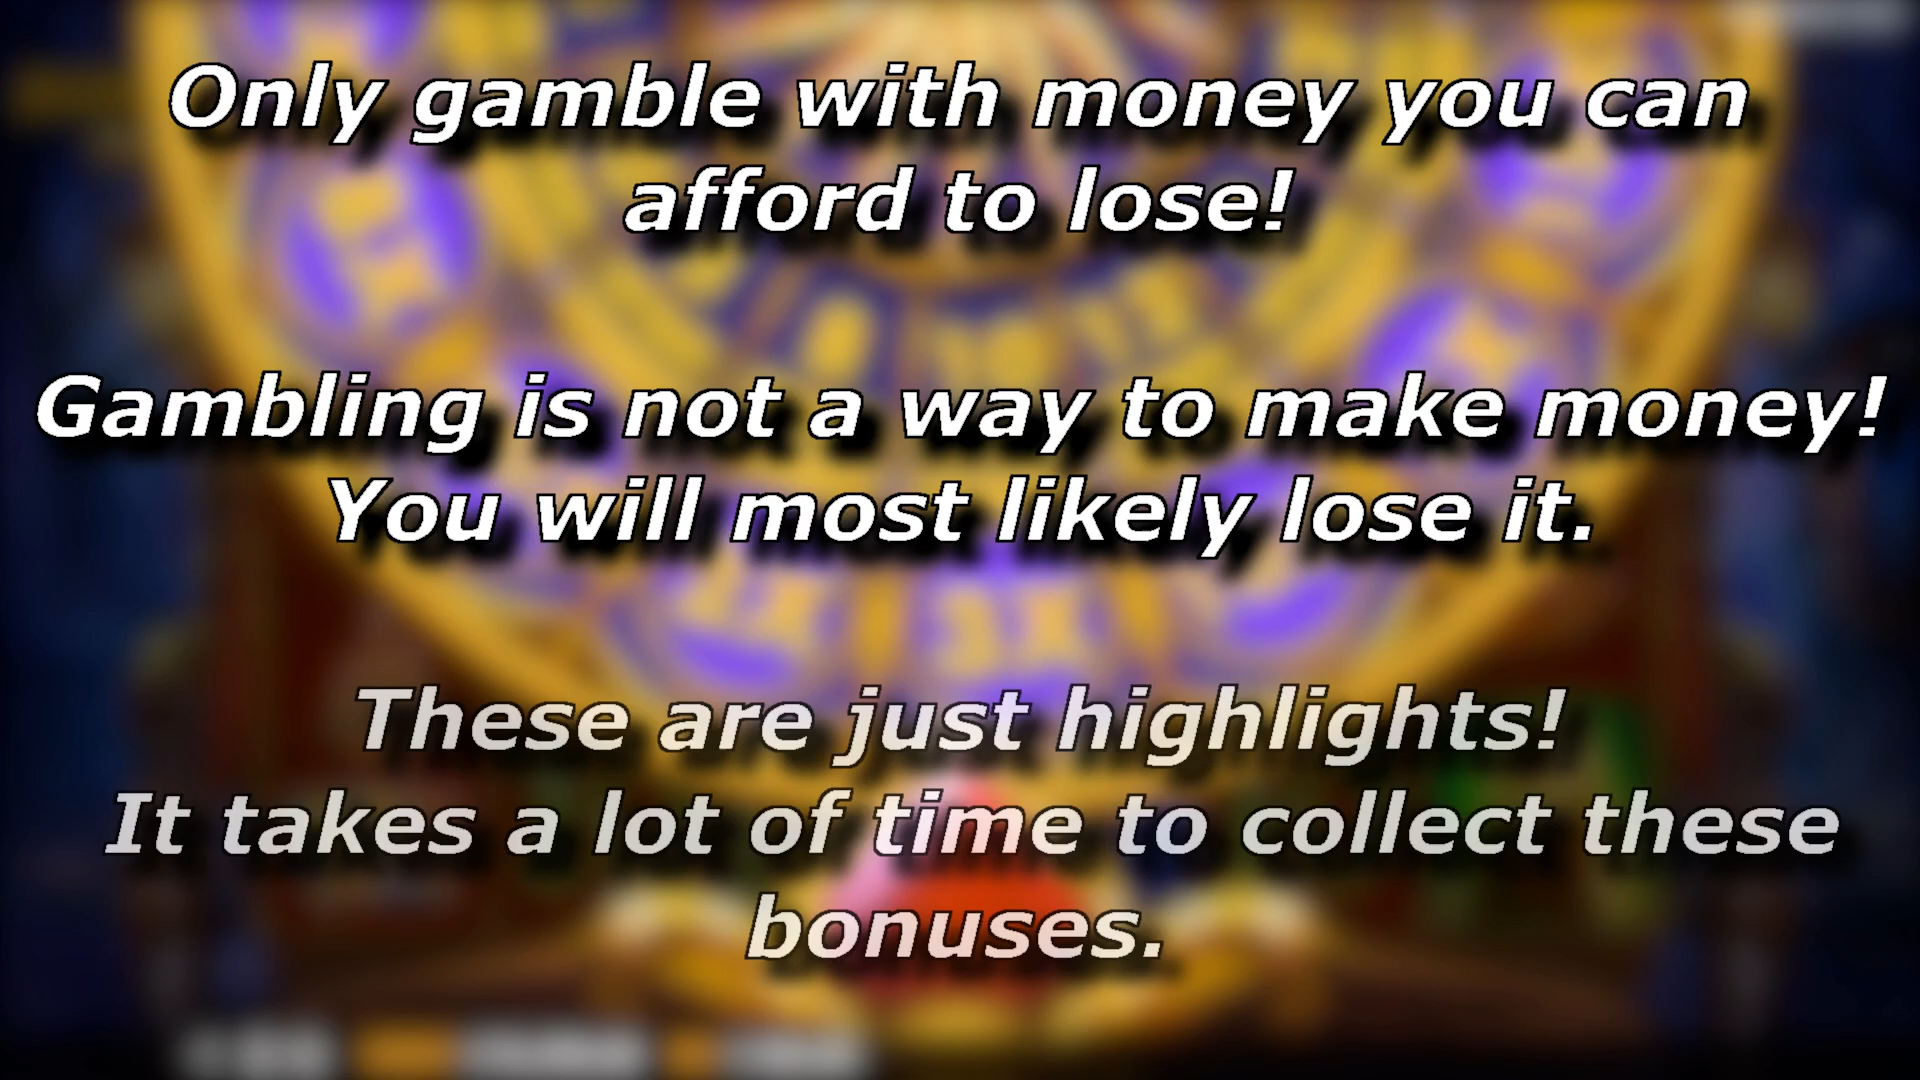 Only gamble with money you can
afford to lose!
Gambling is not a way to make money!
You will most likely lose it.
These are just highlights!
It takes a lot of time to collect these
bonuses.